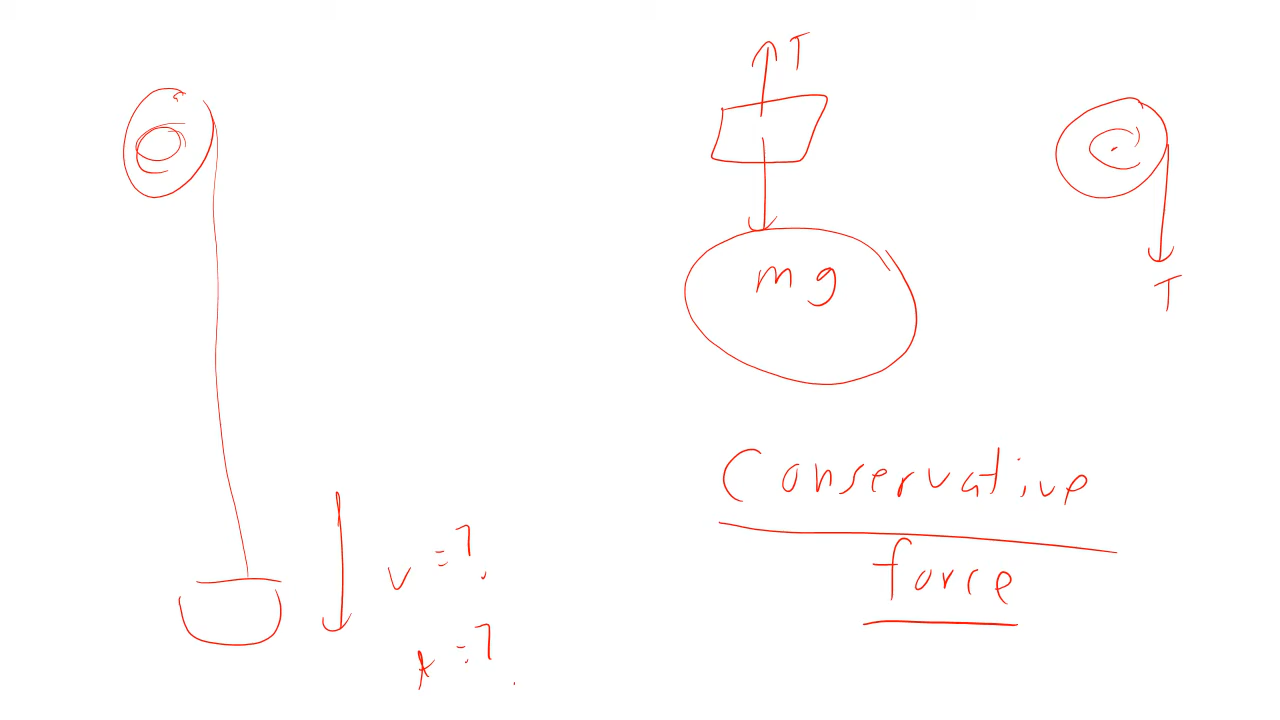 T
mg
T
v = ?
Conservative
force